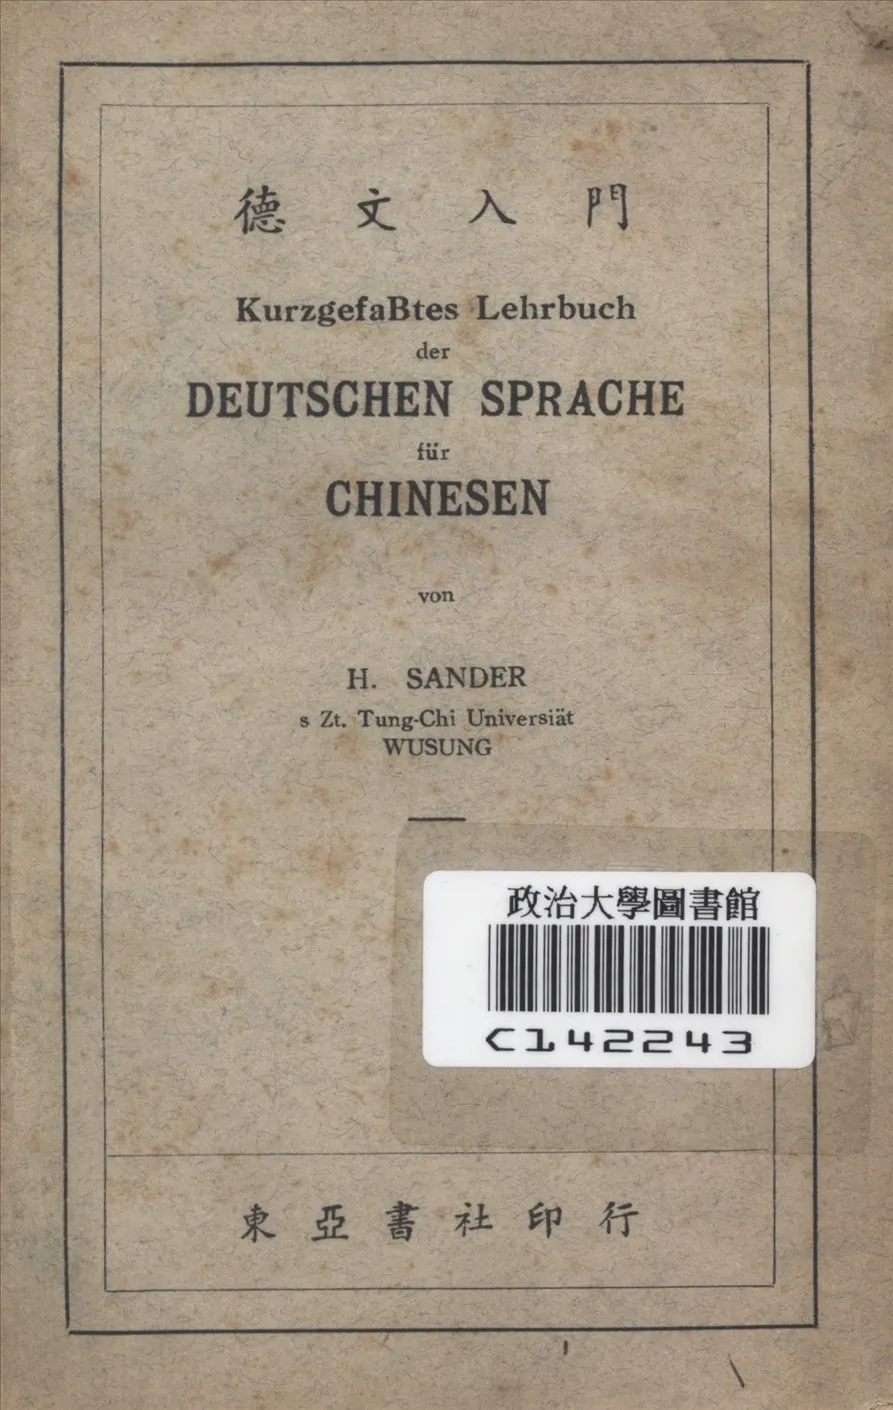 德文入門
KurzgefaBtes Lehrbuch
der
DEUTSCHEN SPRACHE
für
CHINESEN
von
H. SANDER
s Zt. Tung-Chi Universiät
WUSUNG
政治大學圖書館
C142243
東亞書社印行